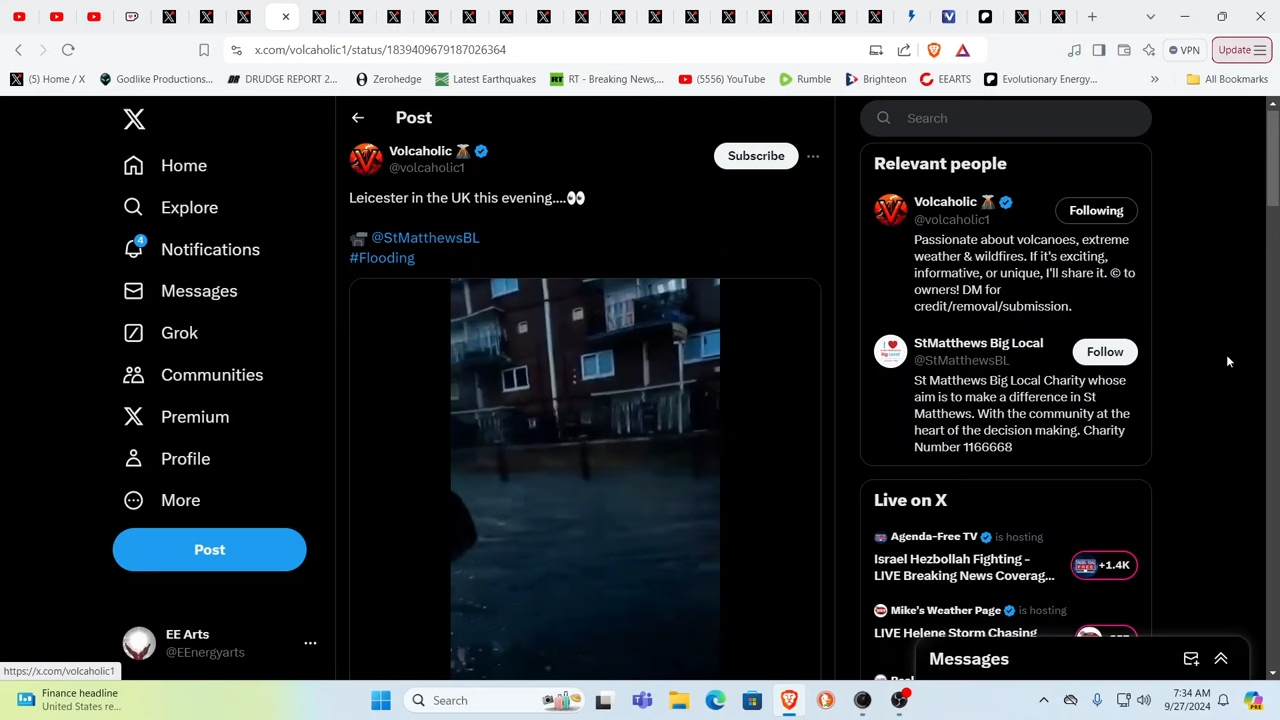 x.com/volcaholic1/status/1839409679187026364
VPN
Update
(5) Home / X
Godlike Productions...
DRUDGE REPORT 2...
Zerohedge
Latest Earthquakes
RT
RT - Breaking News,...
(5555) YouTube
Rumble
Brighteon
EEARTS
Evolutionary Energy...
»
All Bookmarks
Home
Explore
4
Notifications
Messages
Grok
Communities
Premium
Profile
More
Post
EE Arts
@EEnergyarts
Post
Volcaholic 🌋
@volcaholic1
Subscribe
Leicester in the UK this evening....👀
📹 @StMatthewsBL
#Flooding
Search
Relevant people
Volcaholic 🌋
@volcaholic1
Following
Passionate about volcanoes, extreme
weather & wildfires. If it's exciting,
informative, or unique, I'll share it. © to
owners! DM for
credit/removal/submission.
StMatthews Big Local
@StMatthewsBL
Follow
St Matthews Big Local Charity whose
aim is to make a difference in St
Matthews. With the community at the
heart of the decision making. Charity
Number 1166668
Live on X
Agenda-Free TV is hosting
Israel Hezbollah Fighting -
LIVE Breaking News Coverag...
+1.4K
Mike's Weather Page is hosting
LIVE Helene Storm Chasing
Messages
https://x.com/volcaholic1
Finance headline
United States re...
Search
7:34 AM
9/27/2024